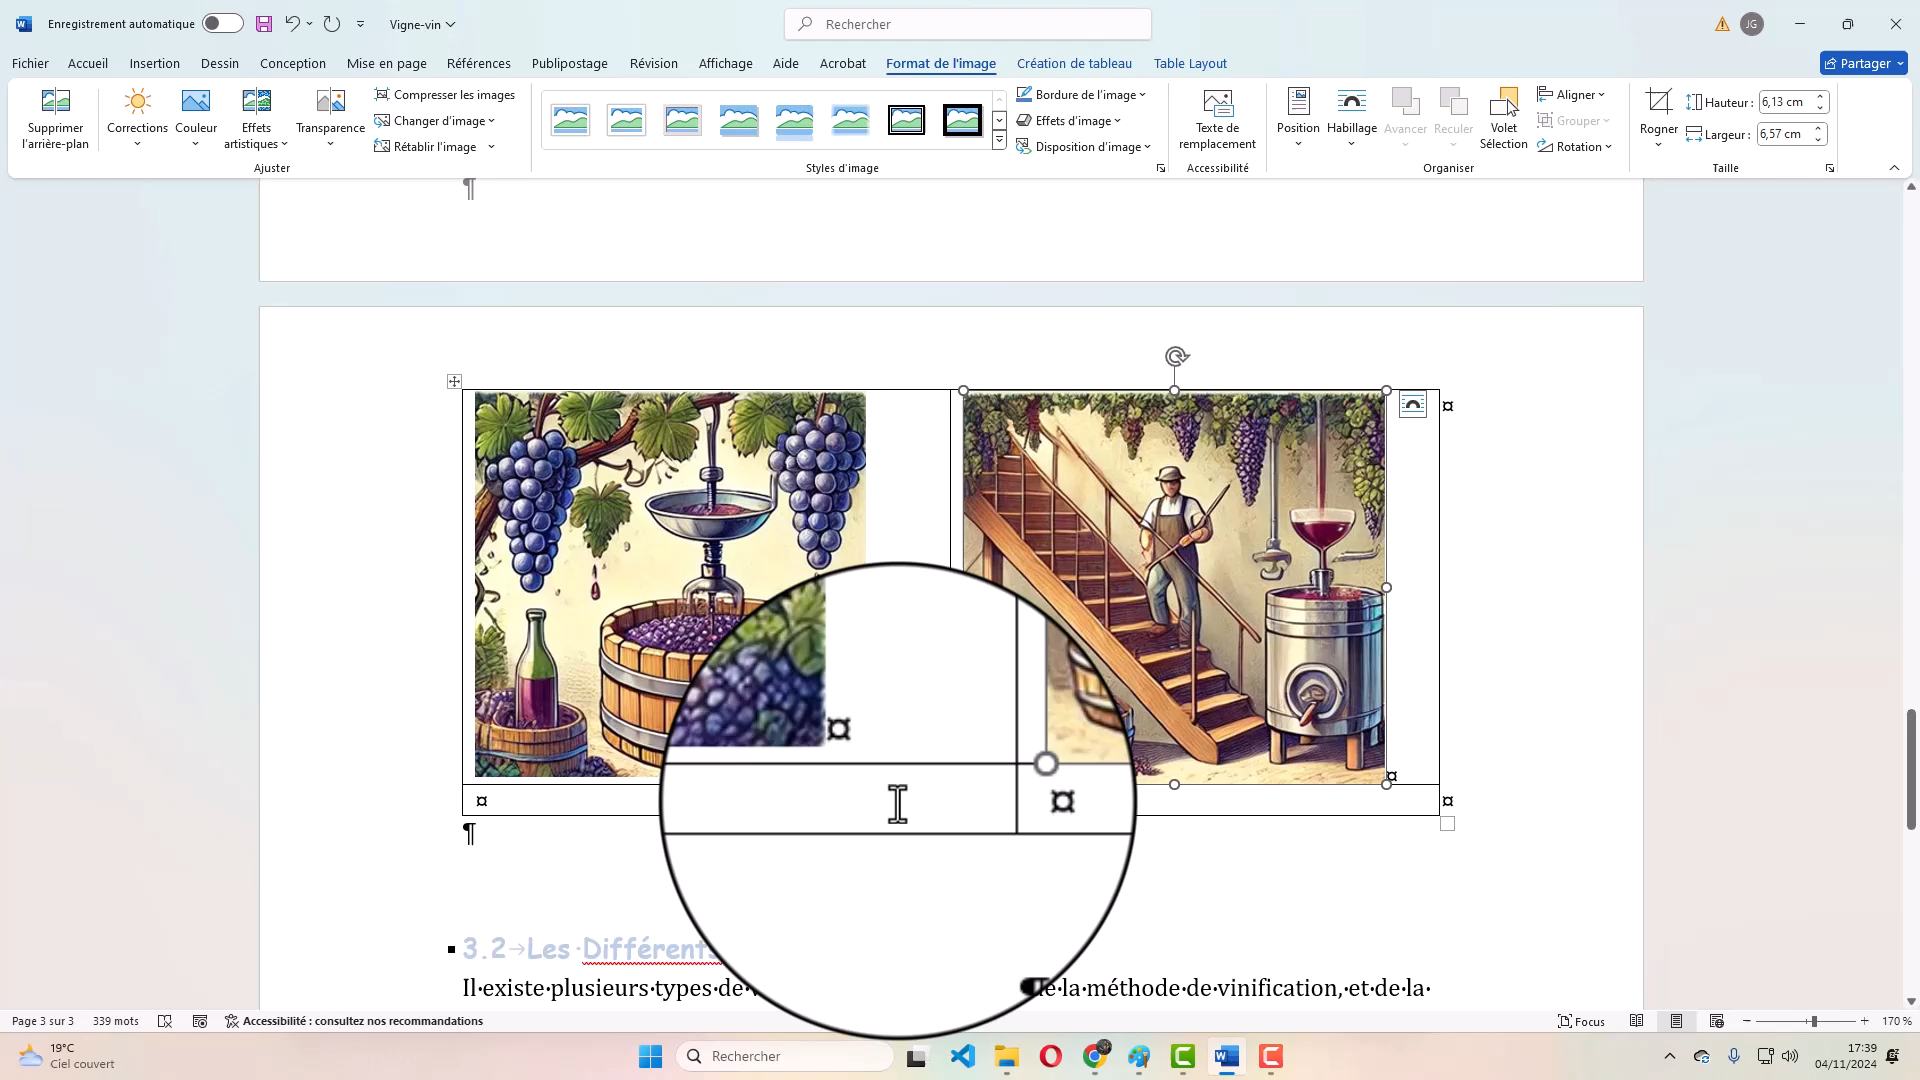 Enregistrement automatique
Vigne-vin
Rechercher
JG
Fichier Accueil Insertion Dessin Conception Mise en page Références Publipostage Révision Affichage Aide Acrobat Format de l'image Création de tableau Table Layout
Partager
Supprimer l'arrière-plan
Corrections
Couleur
Effets artistiques
Transparence
Compresser les images
Changer d'image
Rétablir l'image
Ajuster
Styles d'image
Bordure de l'image
Effets d'image
Disposition d'image
Texte de remplacement
Accessibilité
Position
Habillage
Avancer
Reculer
Volet Sélection
Aligner
Grouper
Rotation
Organiser
Rogner
Hauteur : 6,13 cm
Largeur : 6,57 cm
Taille
¶
¤
¤
¤
¤
¤
¤
¶
3.2→Les·Différents
Il·existe·plusieurs·types·de·
la·méthode·de·vinification,·et·de·la·
Page 3 sur 3 339 mots Accessibilité : consultez nos recommandations
Focus
170 %
19°C
Ciel couvert
Rechercher
17:39
04/11/2024